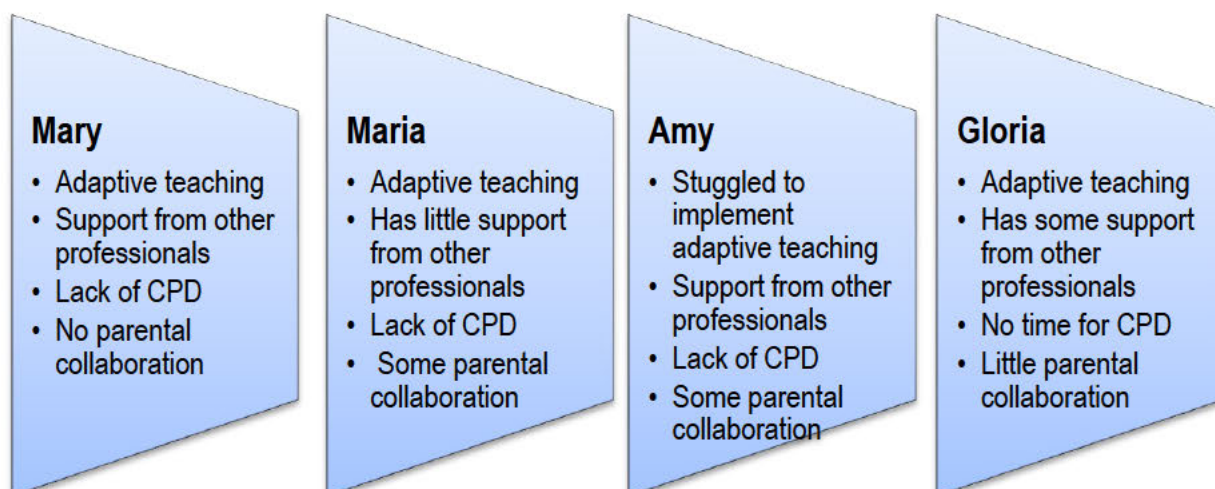 Mary
• Adaptive teaching
• Support from other
professionals
• Lack of CPD
• No parental
collaboration
Maria
• Adaptive teaching
• Has little support
from other
professionals
• Lack of CPD
• Some parental
collaboration
Amy
• Stuggled to
implement
adaptive teaching
• Support from other
professionals
• Lack of CPD
• Some parental
collaboration
Gloria
• Adaptive teaching
• Has some support
from other
professionals
• No time for CPD
• Little parental
collaboration